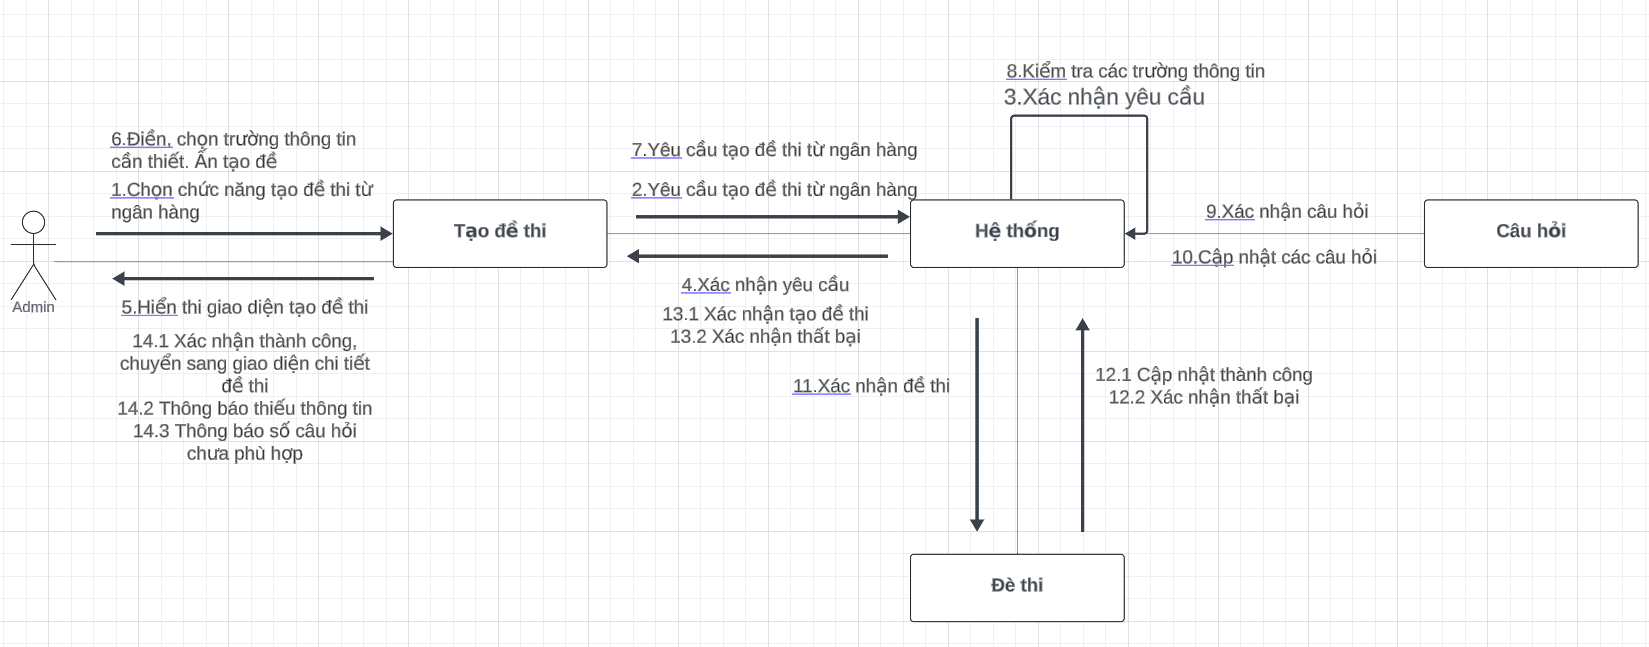 8.Kiểm tra các trường thông tin
3.Xác nhận yêu cầu
6.Điền, chọn trường thông tin
cần thiết. Ấn tạo đề
1.Chọn chức năng tạo đề thi từ
ngân hàng
7.Yêu cầu tạo đề thi từ ngân hàng
2.Yêu cầu tạo đề thi từ ngân hàng
Admin
Tạo đề thi
Hệ thống
9.Xác nhận câu hỏi
10.Cập nhật các câu hỏi
Câu hỏi
5.Hiển thi giao diện tạo đề thi
14.1 Xác nhận thành công,
chuyển sang giao diện chi tiết
đề thi
14.2 Thông báo thiếu thông tin
14.3 Thông báo số câu hỏi
chưa phù hợp
4.Xác nhận yêu cầu
13.1 Xác nhận tạo đề thi
13.2 Xác nhận thất bại
11.Xác nhận đề thi
12.1 Cập nhật thành công
12.2 Xác nhận thất bại
Đè thi